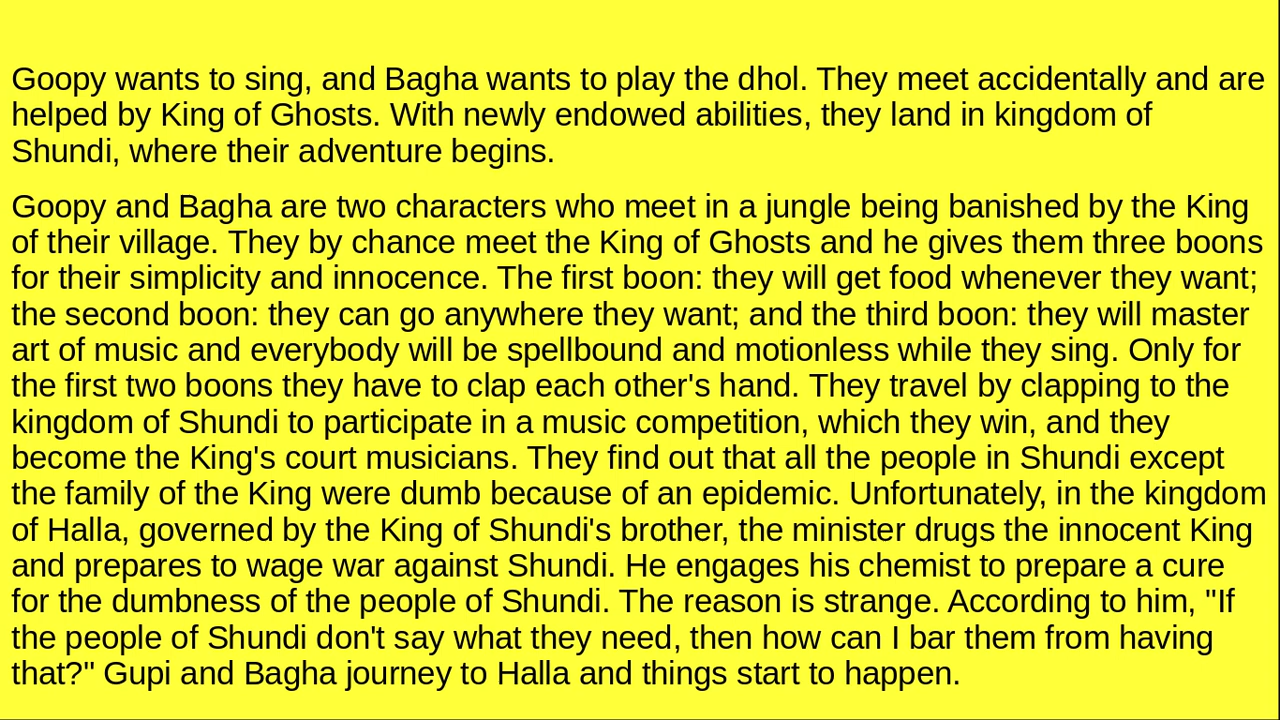 Goopy wants to sing, and Bagha wants to play the dhol. They meet accidentally and are
helped by King of Ghosts. With newly endowed abilities, they land in kingdom of
Shundi, where their adventure begins.
Goopy and Bagha are two characters who meet in a jungle being banished by the King
of their village. They by chance meet the King of Ghosts and he gives them three boons
for their simplicity and innocence. The first boon: they will get food whenever they want;
the second boon: they can go anywhere they want; and the third boon: they will master
art of music and everybody will be spellbound and motionless while they sing. Only for
the first two boons they have to clap each other's hand. They travel by clapping to the
kingdom of Shundi to participate in a music competition, which they win, and they
become the King's court musicians. They find out that all the people in Shundi except
the family of the King were dumb because of an epidemic. Unfortunately, in the kingdom
of Halla, governed by the King of Shundi's brother, the minister drugs the innocent King
and prepares to wage war against Shundi. He engages his chemist to prepare a cure
for the dumbness of the people of Shundi. The reason is strange. According to him, "If
the people of Shundi don't say what they need, then how can I bar them from having
that?" Gupi and Bagha journey to Halla and things start to happen.